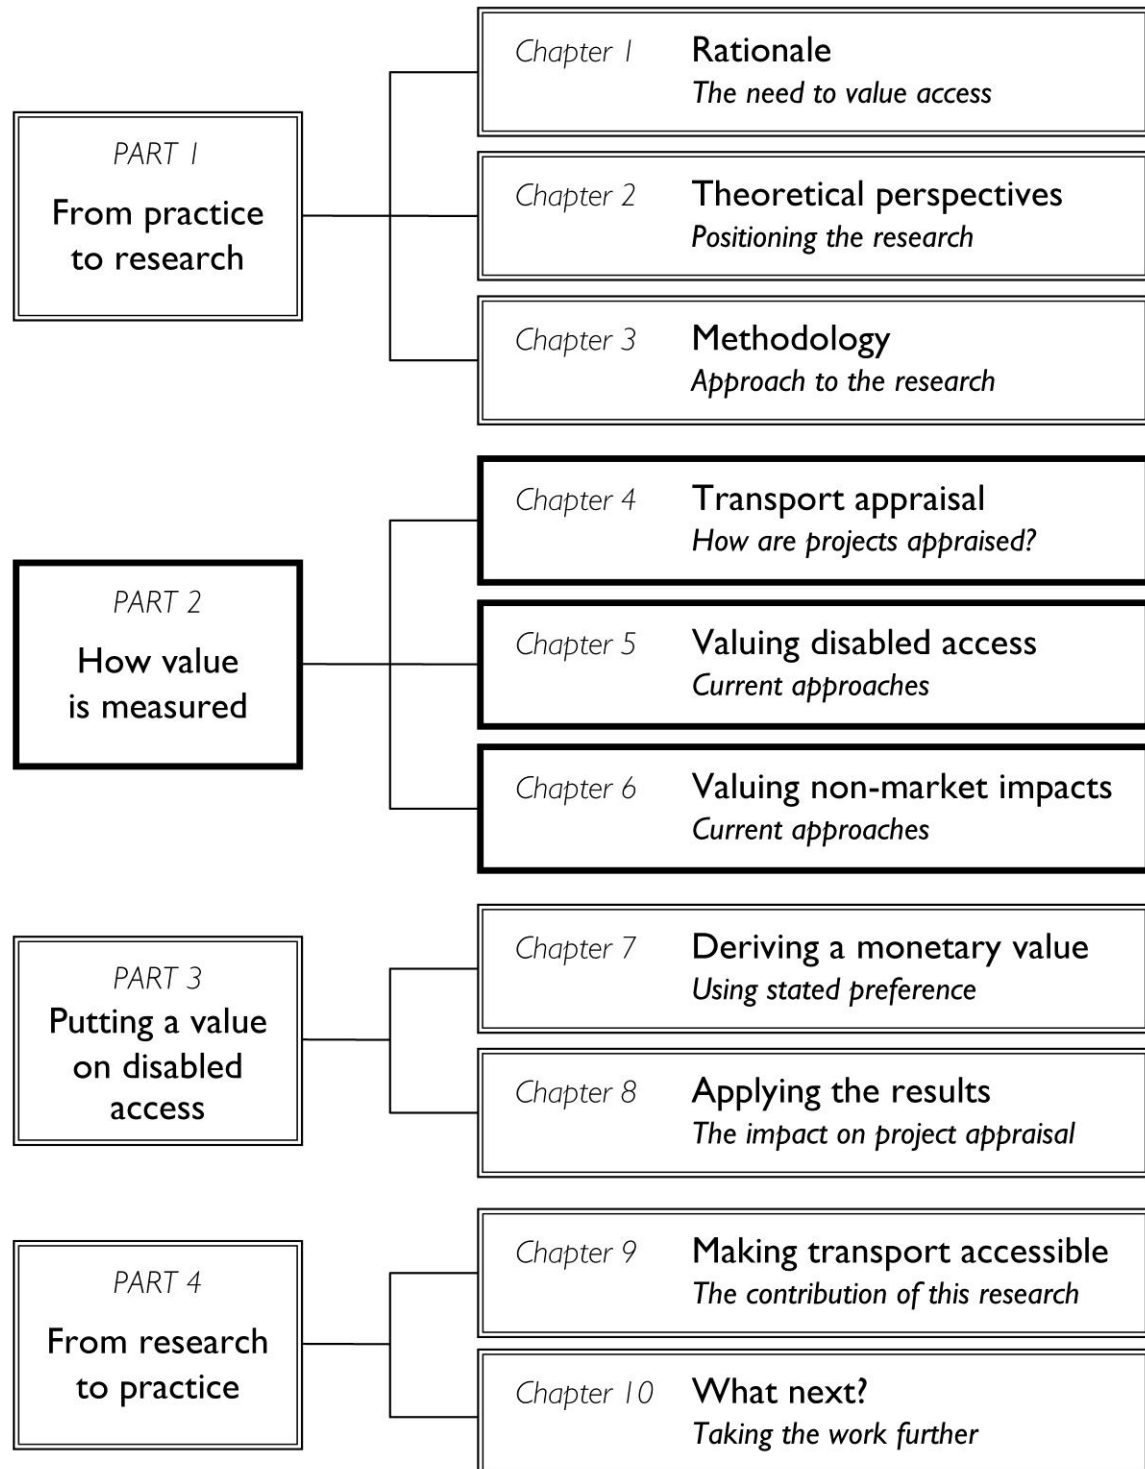 PART 1
From practice
to research
Chapter 1 Rationale
The need to value access
Chapter 2 Theoretical perspectives
Positioning the research
Chapter 3 Methodology
Approach to the research
PART 2
How value
is measured
Chapter 4 Transport appraisal
How are projects appraised?
Chapter 5 Valuing disabled access
Current approaches
Chapter 6 Valuing non-market impacts
Current approaches
PART 3
Putting a value
on disabled
access
Chapter 7 Deriving a monetary value
Using stated preference
Chapter 8 Applying the results
The impact on project appraisal
PART 4
From research
to practice
Chapter 9 Making transport accessible
The contribution of this research
Chapter 10 What next?
Taking the work further